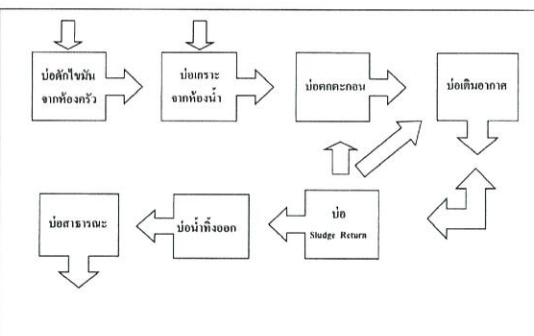 บ่อดักไขมัน
จากห้องครัว
บ่อเกราะ
จากห้องน้ำ
บ่อตกตะกอน
บ่อเติมอากาศ
บ่อสาธารณะ
บ่อน้ำทิ้งออก
บ่อ
Sludge Return